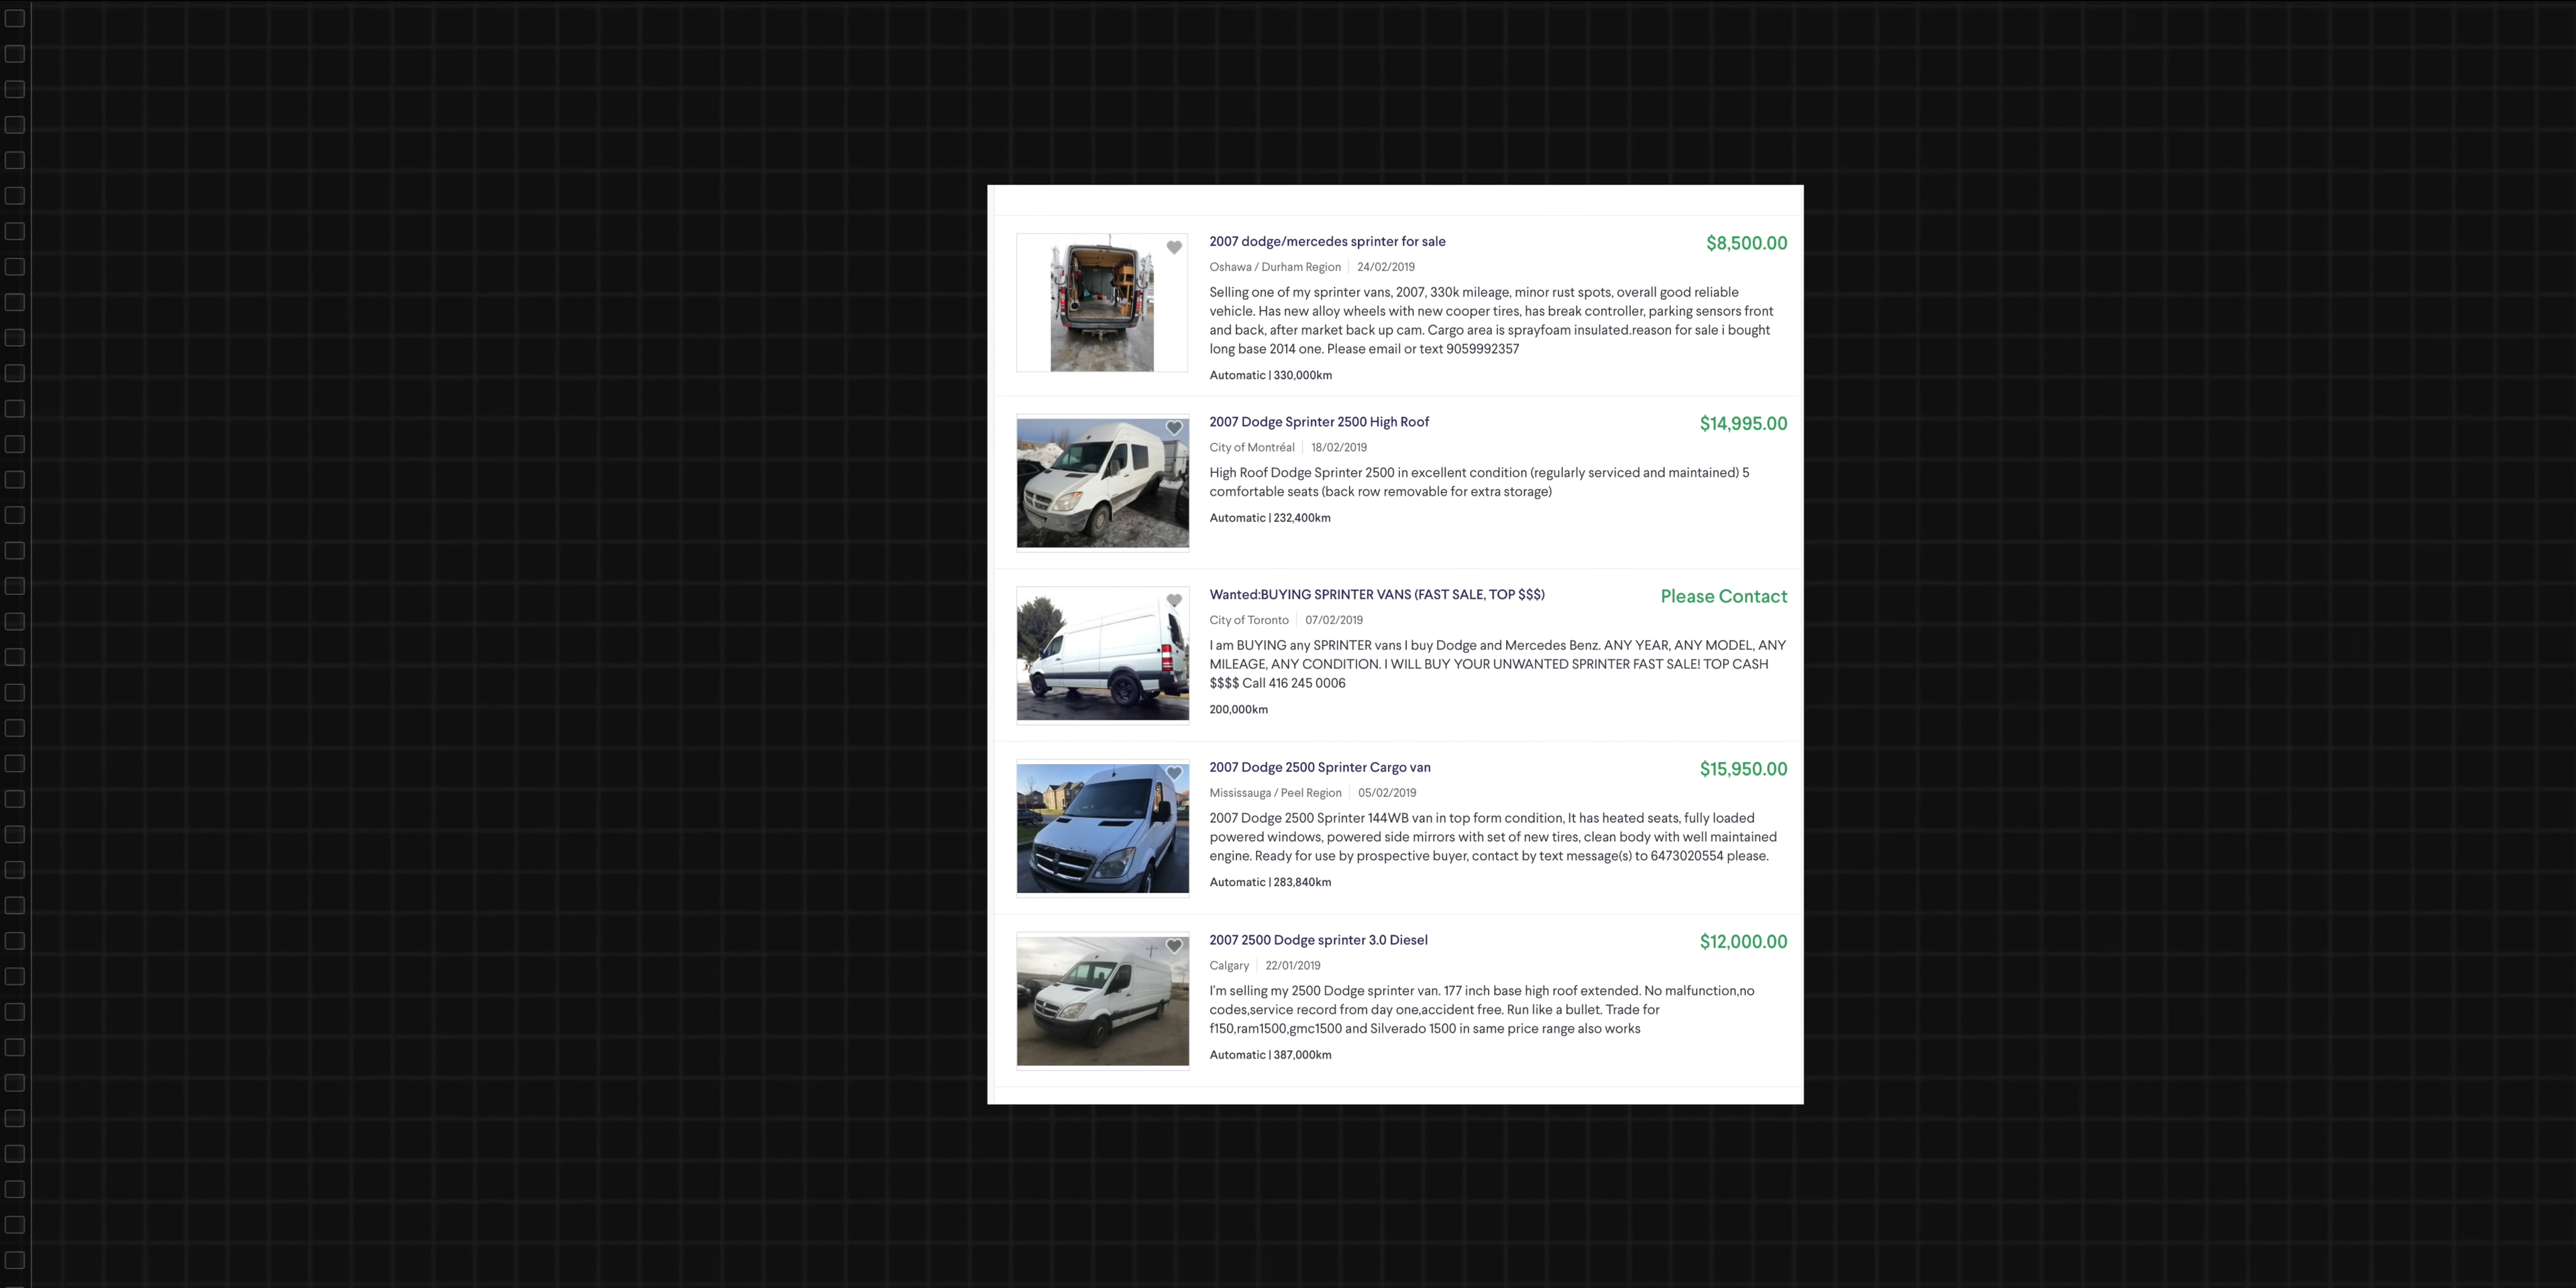 2007 dodge/mercedes sprinter for sale
$8,500.00
Oshawa / Durham Region | 24/02/2019
Selling one of my sprinter vans, 2007, 330k mileage, minor rust spots, overall good reliable
vehicle. Has new alloy wheels with new cooper tires, has break controller, parking sensors front
and back, after market back up cam. Cargo area is sprayfoam insulated.reason for sale i bought
long base 2014 one. Please email or text 9059992357
Automatic | 330,000km
2007 Dodge Sprinter 2500 High Roof
$14,995.00
City of Montréal | 18/02/2019
High Roof Dodge Sprinter 2500 in excellent condition (regularly serviced and maintained) 5
comfortable seats (back row removable for extra storage)
Automatic | 232,400km
Wanted:BUYING SPRINTER VANS (FAST SALE, TOP $$$)
Please Contact
City of Toronto | 07/02/2019
I am BUYING any SPRINTER vans I buy Dodge and Mercedes Benz. ANY YEAR, ANY MODEL, ANY
MILEAGE, ANY CONDITION. I WILL BUY YOUR UNWANTED SPRINTER FAST SALE! TOP CASH
$$$$ Call 416 245 0006
200,000km
2007 Dodge 2500 Sprinter Cargo van
$15,950.00
Mississauga / Peel Region | 05/02/2019
2007 Dodge 2500 Sprinter 144WB van in top form condition, It has heated seats, fully loaded
powered windows, powered side mirrors with set of new tires, clean body with well maintained
engine. Ready for use by prospective buyer, contact by text message(s) to 6473020554 please.
Automatic | 283,840km
2007 2500 Dodge sprinter 3.0 Diesel
$12,000.00
Calgary | 22/01/2019
I'm selling my 2500 Dodge sprinter van. 177 inch base high roof extended. No malfunction,no
codes,service record from day one,accident free. Run like a bullet. Trade for
f150,ram1500,gmc1500 and Silverado 1500 in same price range also works
Automatic | 387,000km